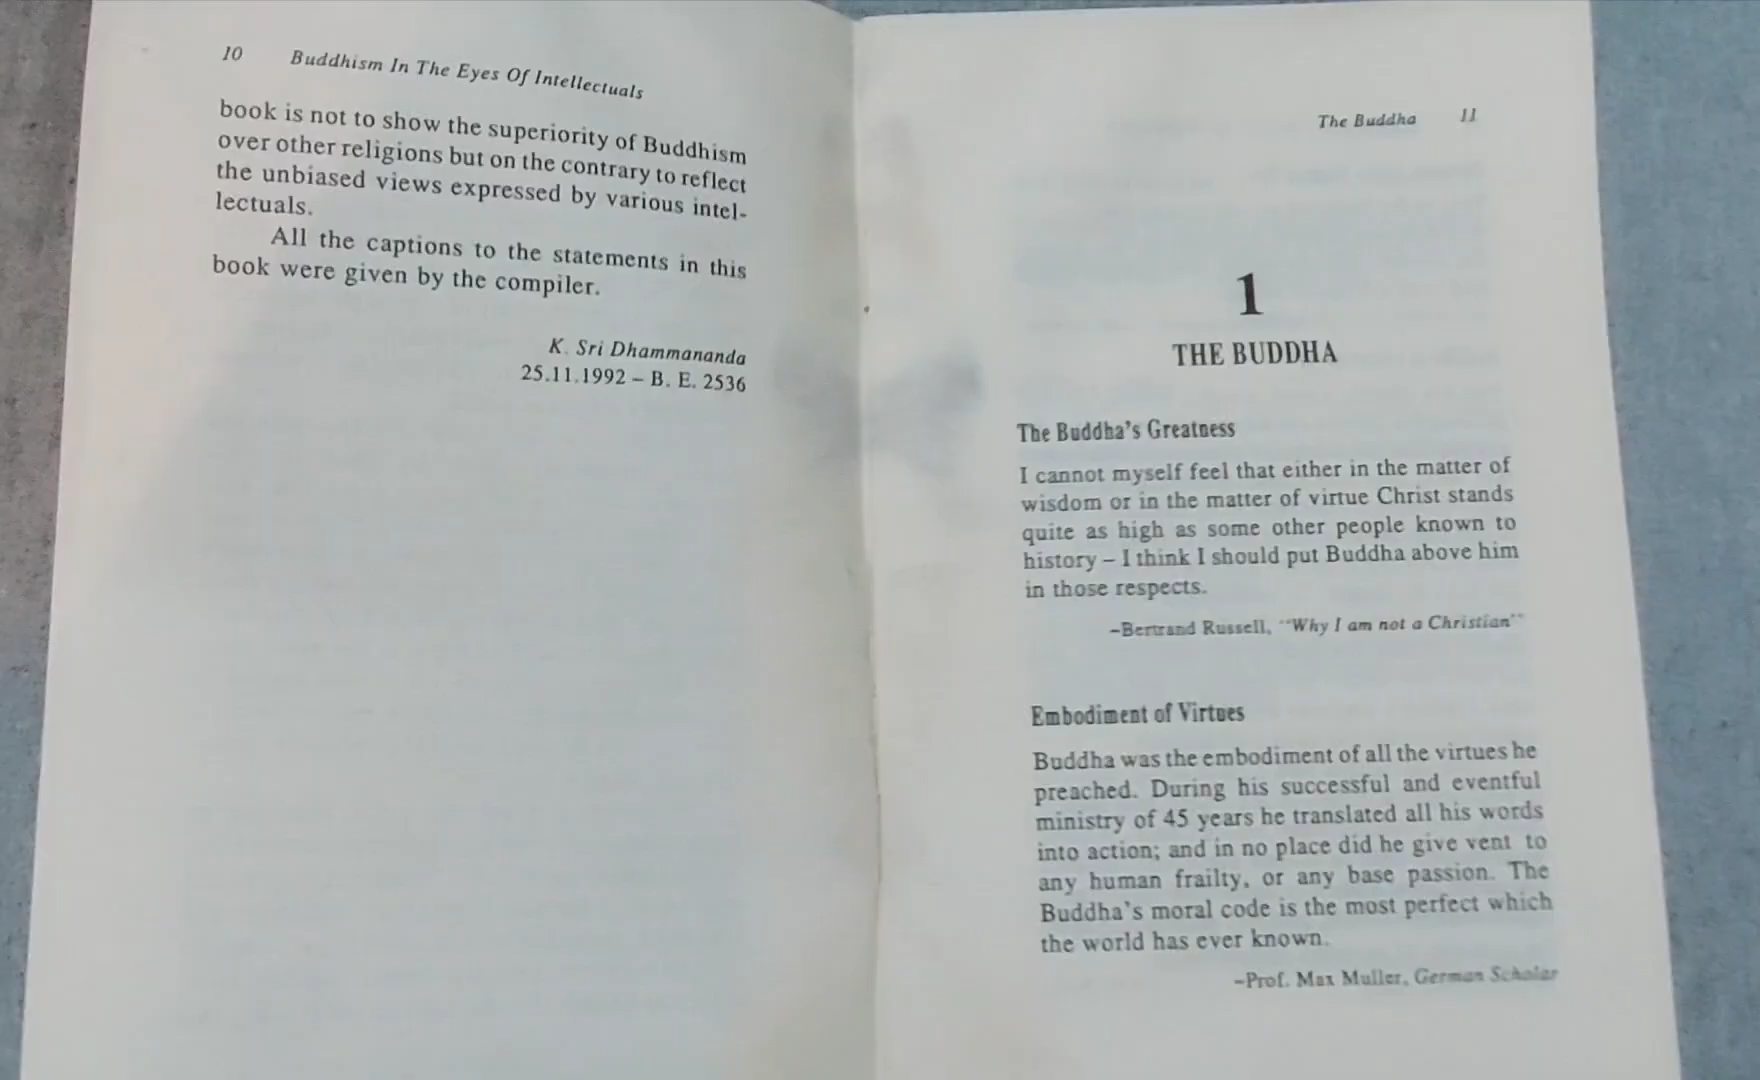 10 Buddhism In The Eyes Of Intellectuals
book is not to show the superiority of Buddhism
over other religions but on the contrary to reflect
the unbiased views expressed by various intel-
lectuals.
All the captions to the statements in this
book were given by the compiler.
K. Sri Dhammananda
25.11.1992 – B. E. 2536
The Buddha 11
1
THE BUDDHA
The Buddha's Greatness
I cannot myself feel that either in the matter of
wisdom or in the matter of virtue Christ stands
quite as high as some other people known to
history – I think I should put Buddha above him
in those respects.
–Bertrand Russell, "Why I am not a Christian"
Embodiment of Virtues
Buddha was the embodiment of all the virtues he
preached. During his successful and eventful
ministry of 45 years he translated all his words
into action; and in no place did he give vent to
any human frailty, or any base passion. The
Buddha's moral code is the most perfect which
the world has ever known.
–Prof. Max Muller, German Scholar